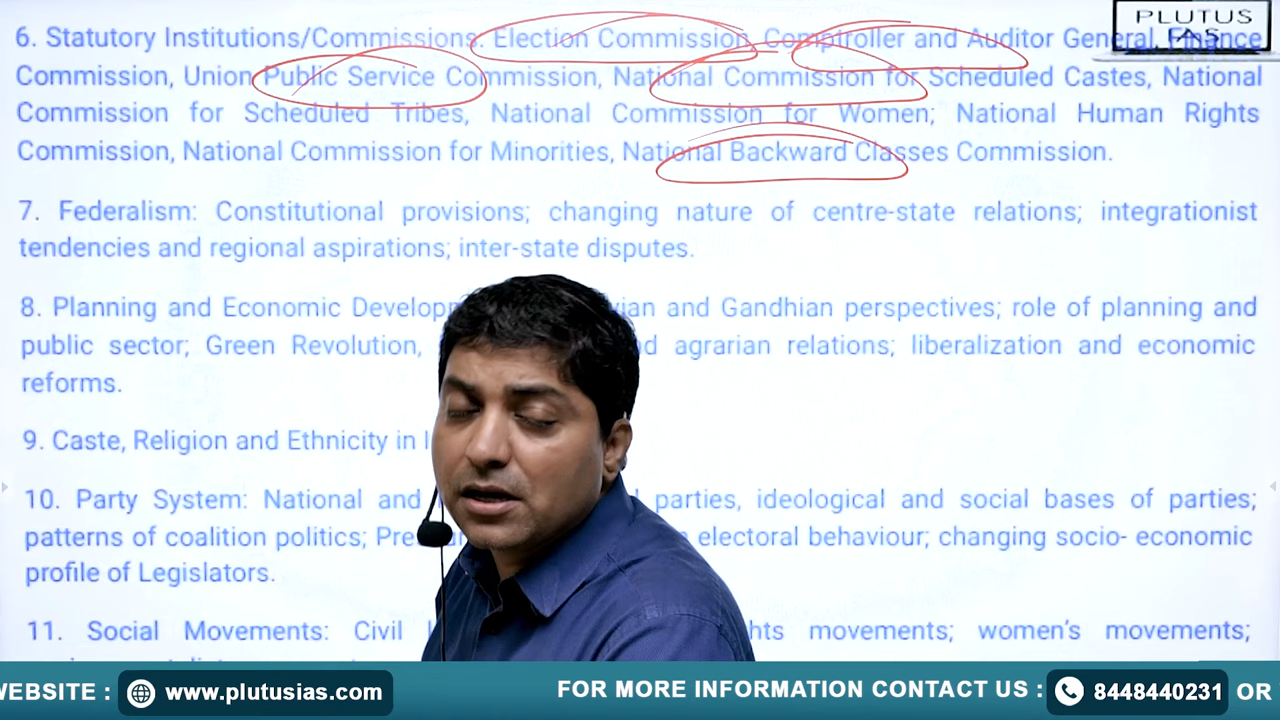 PLUTUS
IAS
6. Statutory Institutions/Commissions: Election Commission, Comptroller and Auditor General, Finance
Commission, Union Public Service Commission, National Commission for Scheduled Castes, National
Commission for Scheduled Tribes, National Commission for Women; National Human Rights
Commission, National Commission for Minorities, National Backward Classes Commission.
7. Federalism: Constitutional provisions; changing nature of centre-state relations; integrationist
tendencies and regional aspirations; inter-state disputes.
8. Planning and Economic Develop vian and Gandhian perspectives; role of planning and
public sector; Green Revolution, agrarian relations; liberalization and economic
reforms.
9. Caste, Religion and Ethnicity in I
10. Party System: National and parties, ideological and social bases of parties;
patterns of coalition politics; Pre electoral behaviour; changing socio- economic
profile of Legislators.
11. Social Movements: Civil L hts movements; women's movements;
WEBSITE : www.plutusias.com FOR MORE INFORMATION CONTACT US : 8448440231 OR